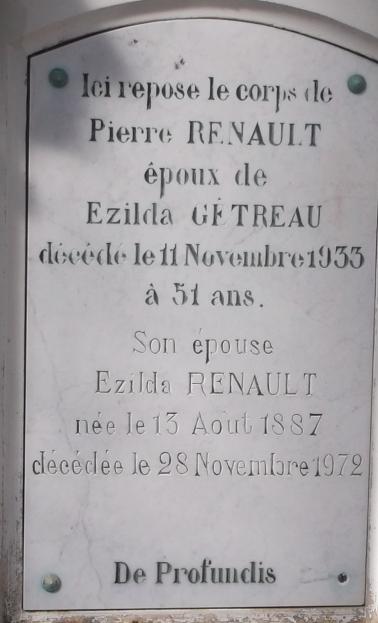 Ici repose le corps de
Pierre RENAULT
époux de
Ezilda GÉTREAU
décédé le 11 Novembre 1933
à 51 ans.
Son épouse
Ezilda RENAULT
née le 13 Août 1887
décédée le 28 Novembre 1972
De Profundis